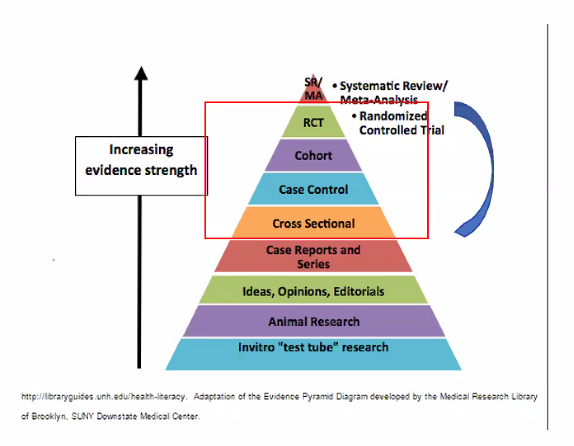 SR/
MA
• Systematic Review/
Meta-Analysis
• Randomized
Controlled Trial
RCT
Increasing
evidence strength
Cohort
Case Control
Cross Sectional
Case Reports and
Series
Ideas, Opinions, Editorials
Animal Research
Invitro "test tube" research
http://libraryguides.unh.edu/health-literacy. Adaptation of the Evidence Pyramid Diagram developed by the Medical Research Library
of Brooklyn, SUNY Downstate Medical Center.